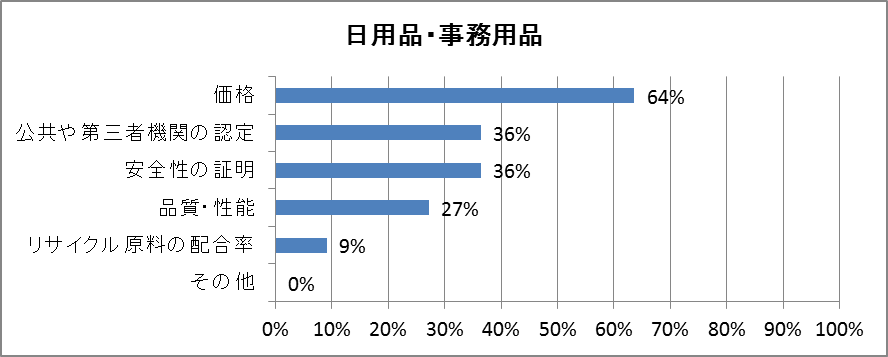 日用品・事務用品
価格
64%
公共や第三者機関の認定
36%
安全性の証明
36%
品質・性能
27%
リサイクル原料の配合率
9%
その他
0%
0% 10% 20% 30% 40% 50% 60% 70% 80% 90% 100%